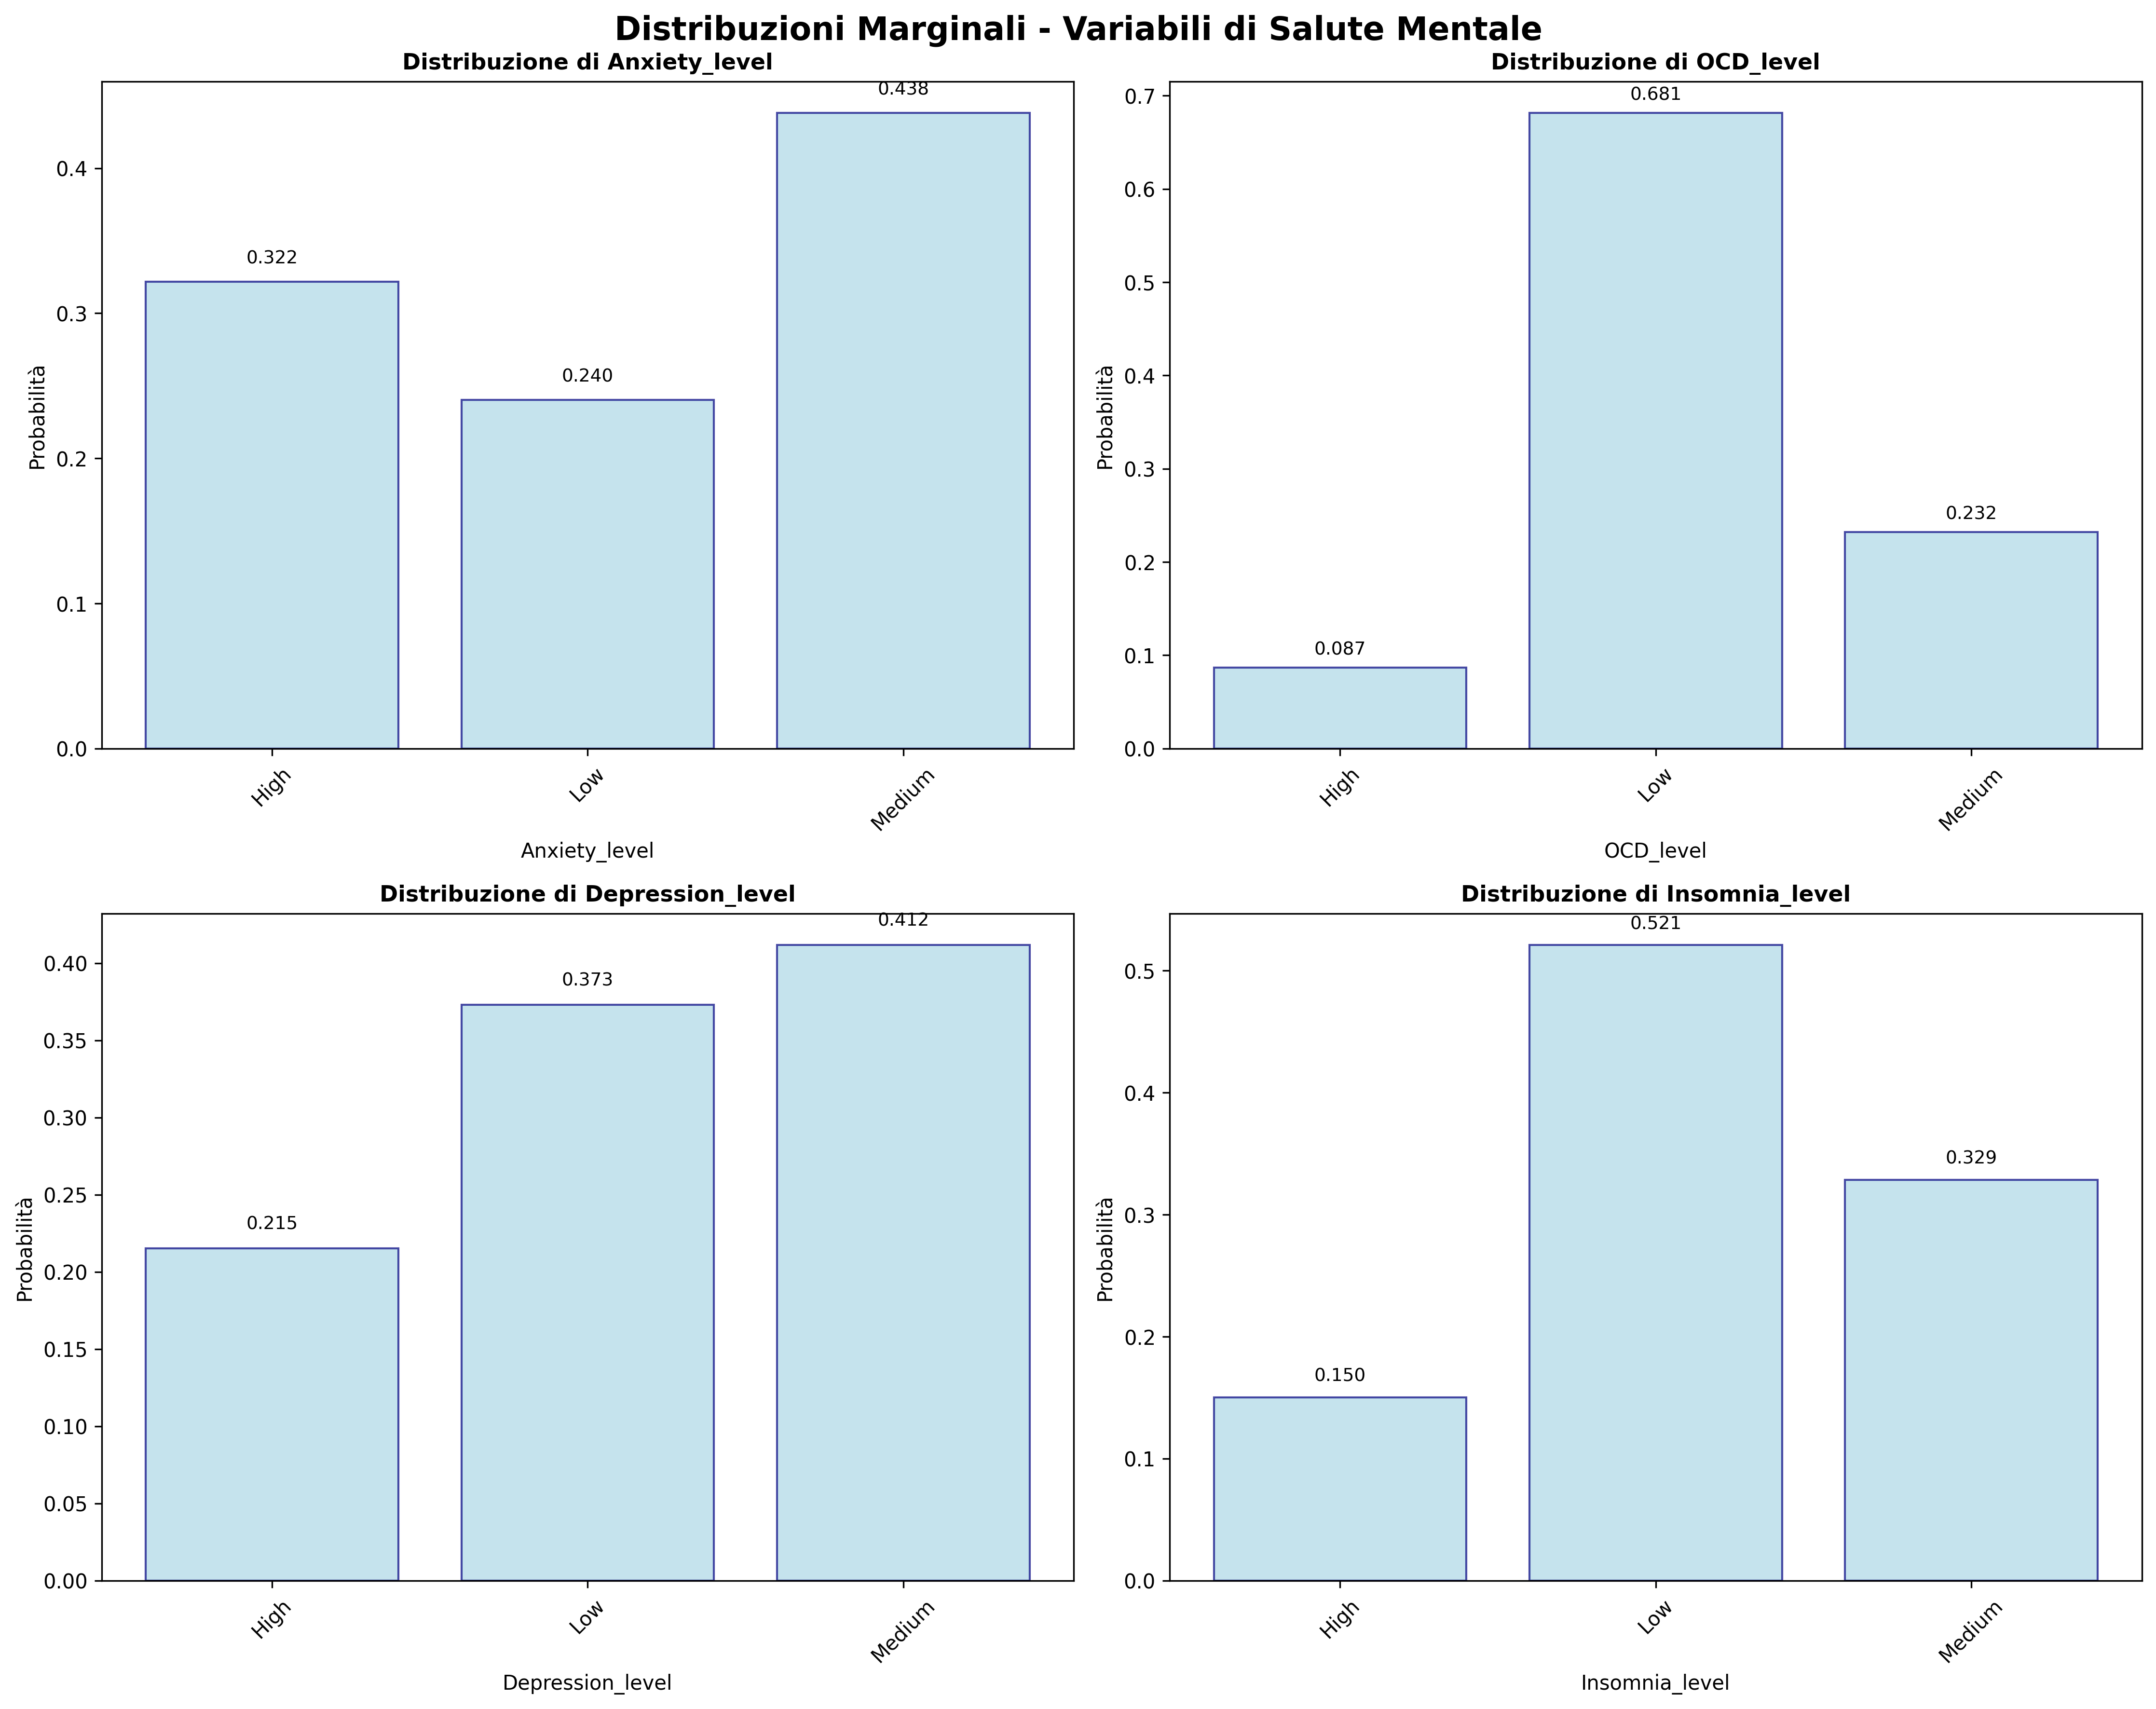 Distribuzioni Marginali - Variabili di Salute Mentale
Distribuzione di Anxiety_level
Probabilità
0.4
0.3
0.2
0.1
0.0
0.322
0.240
0.438
High
Low
Medium
Anxiety_level
Distribuzione di OCD_level
Probabilità
0.7
0.6
0.5
0.4
0.3
0.2
0.1
0.0
0.087
0.681
0.232
High
Low
Medium
OCD_level
Distribuzione di Depression_level
Probabilità
0.40
0.35
0.30
0.25
0.20
0.15
0.10
0.05
0.00
0.215
0.373
0.412
High
Low
Medium
Depression_level
Distribuzione di Insomnia_level
Probabilità
0.5
0.4
0.3
0.2
0.1
0.0
0.150
0.521
0.329
High
Low
Medium
Insomnia_level